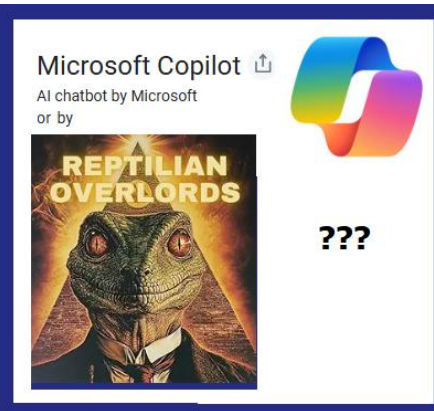 Microsoft Copilot
AI chatbot by Microsoft
or by
REPTILIAN
OVERLORDS
???